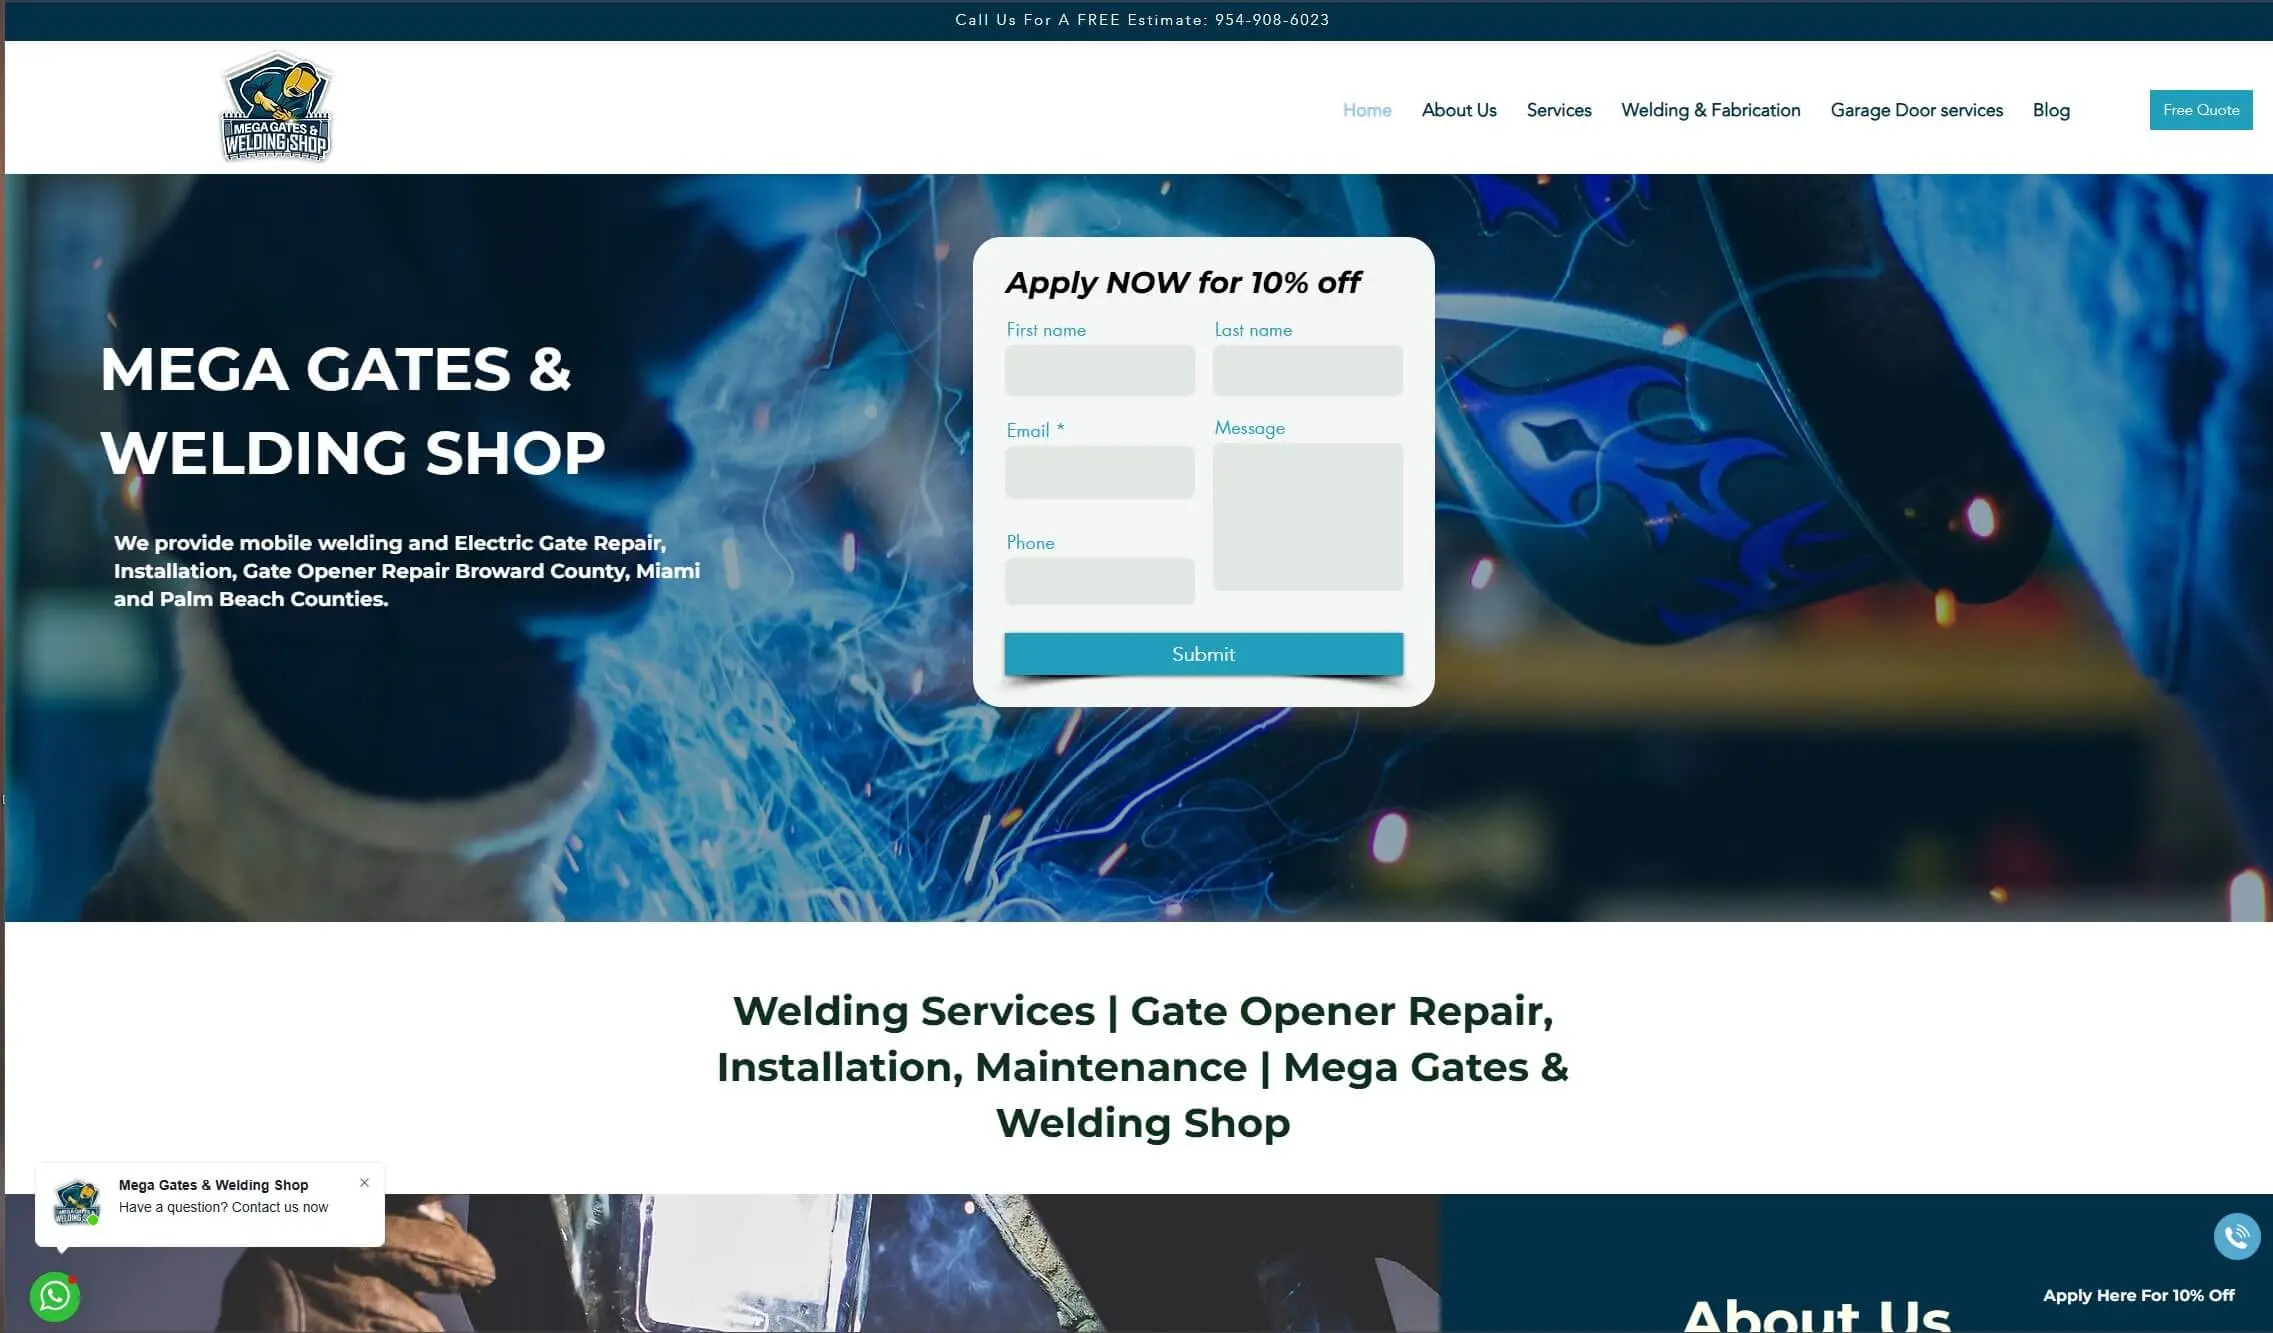 Call Us For A FREE Estimate: 954-908-6023
MEGA GATES &
WELDING SHOP
Home About Us Services Welding & Fabrication Garage Door services Blog Free Quote
MEGA GATES &
WELDING SHOP
We provide mobile welding and Electric Gate Repair,
Installation, Gate Opener Repair Broward County, Miami
and Palm Beach Counties.
Apply NOW for 10% off
First name Last name
Email * Message
Phone
Submit
Welding Services | Gate Opener Repair,
Installation, Maintenance | Mega Gates &
Welding Shop
Mega Gates & Welding Shop
Have a question? Contact us now
Apply Here For 10% Off
About Us